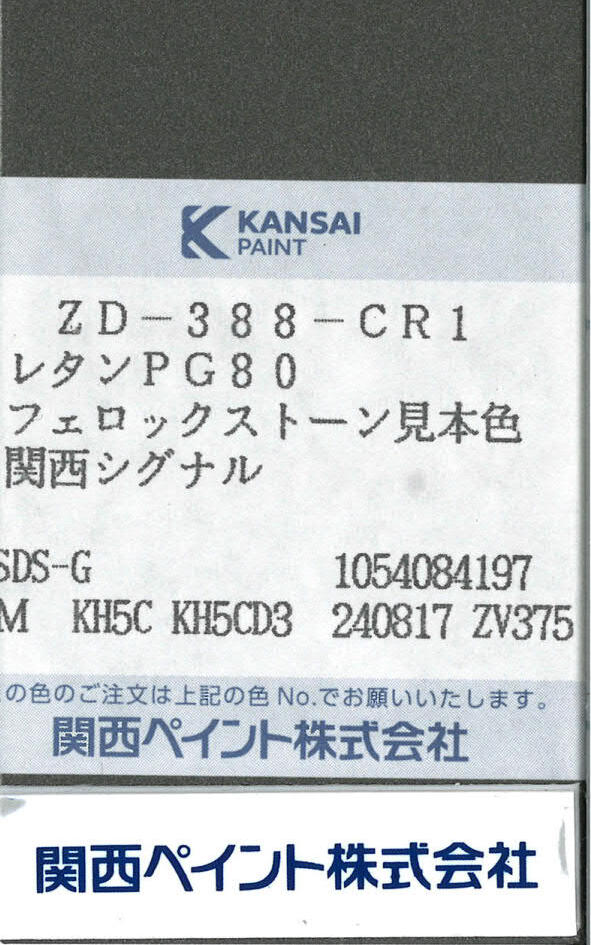 KANSAI
PAINT
ZD-388-CR1
レタンPG80
フェロックストーン見本色
関西シグナル
SDS-G 1054084197
M KH5C KH5CD3 240817 ZV375
の色のご注文は上記の色No.でお願いいたします。
関西ペイント株式会社
関西ペイント株式会社